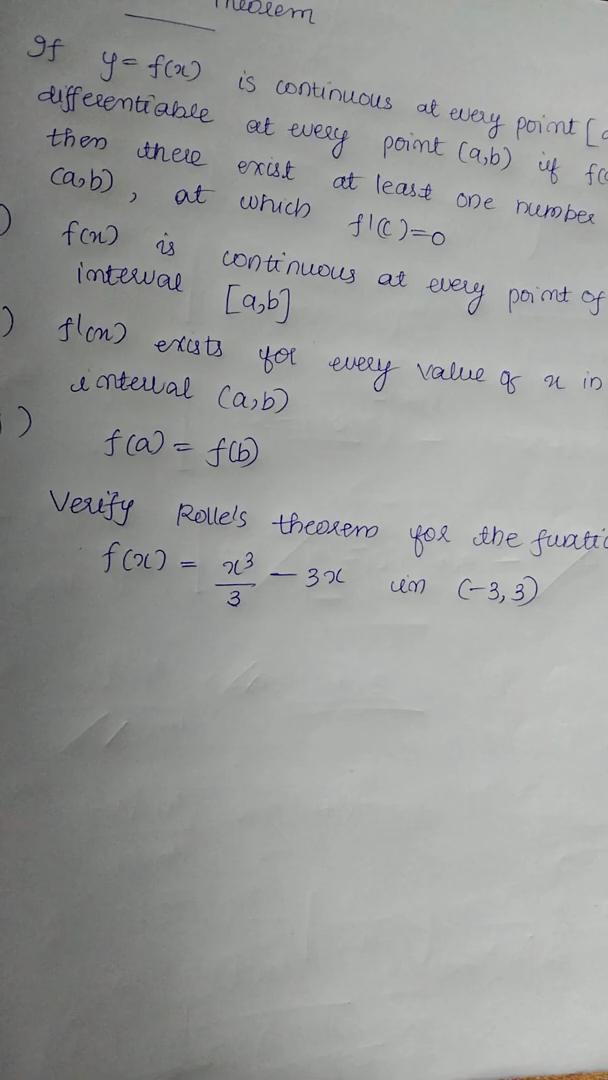 Theorem
If y = f(x) is continuous at every point [a
differentiable at every point (a,b) if f(
then there exist at least one number
(a,b), at which f'(c)=0
) f(x) is continuous at every point of
interval [a,b]
) f'(x) exists for every value of x in
interval (a,b)
) f(a) = f(b)
Verify Rolle's theorem for the functio
f(x) = x³/3 - 3x in (-3,3)